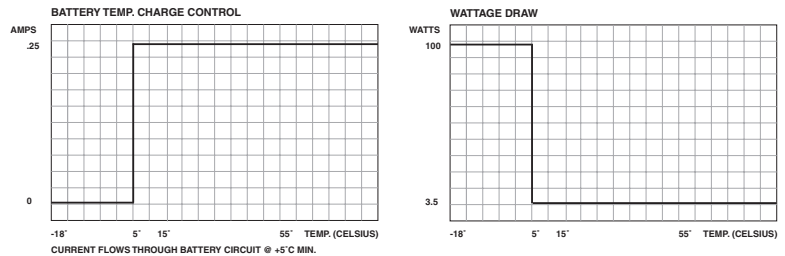 BATTERY TEMP. CHARGE CONTROL
AMPS
.25
0
-18˚ 5˚ 15˚ 55˚ TEMP. (CELSIUS)
CURRENT FLOWS THROUGH BATTERY CIRCUIT @ +5˚C MIN.
WATTAGE DRAW
WATTS
100
3.5
-18˚ 5˚ 15˚ 55˚ TEMP. (CELSIUS)